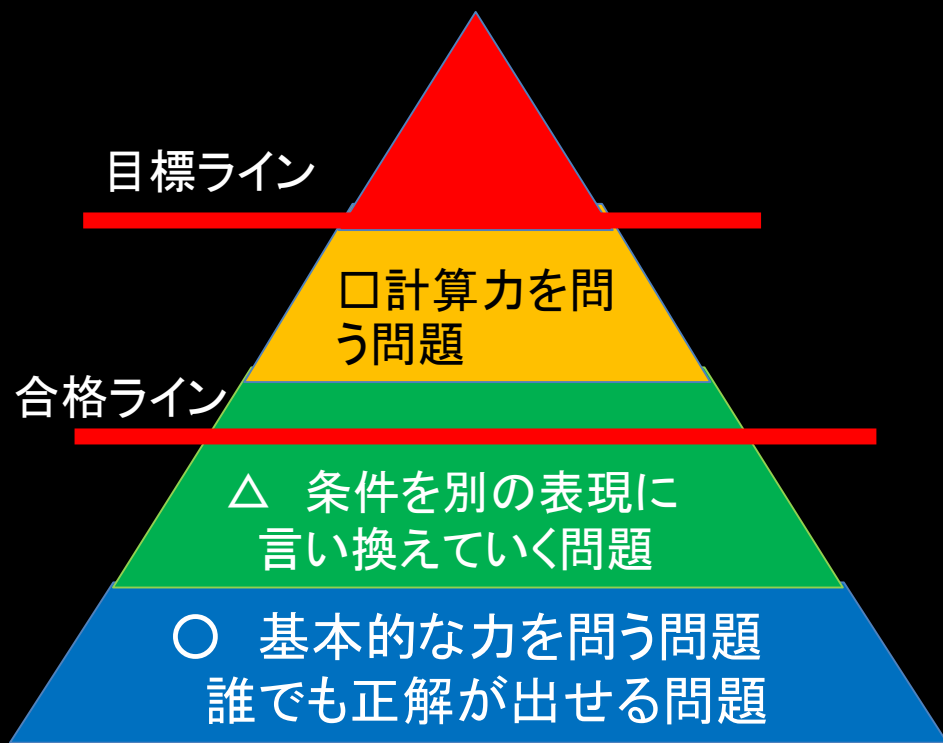 目標ライン
□計算力を問
う問題
合格ライン
△ 条件を別の表現に
言い換えていく問題
○ 基本的な力を問う問題
誰でも正解が出せる問題